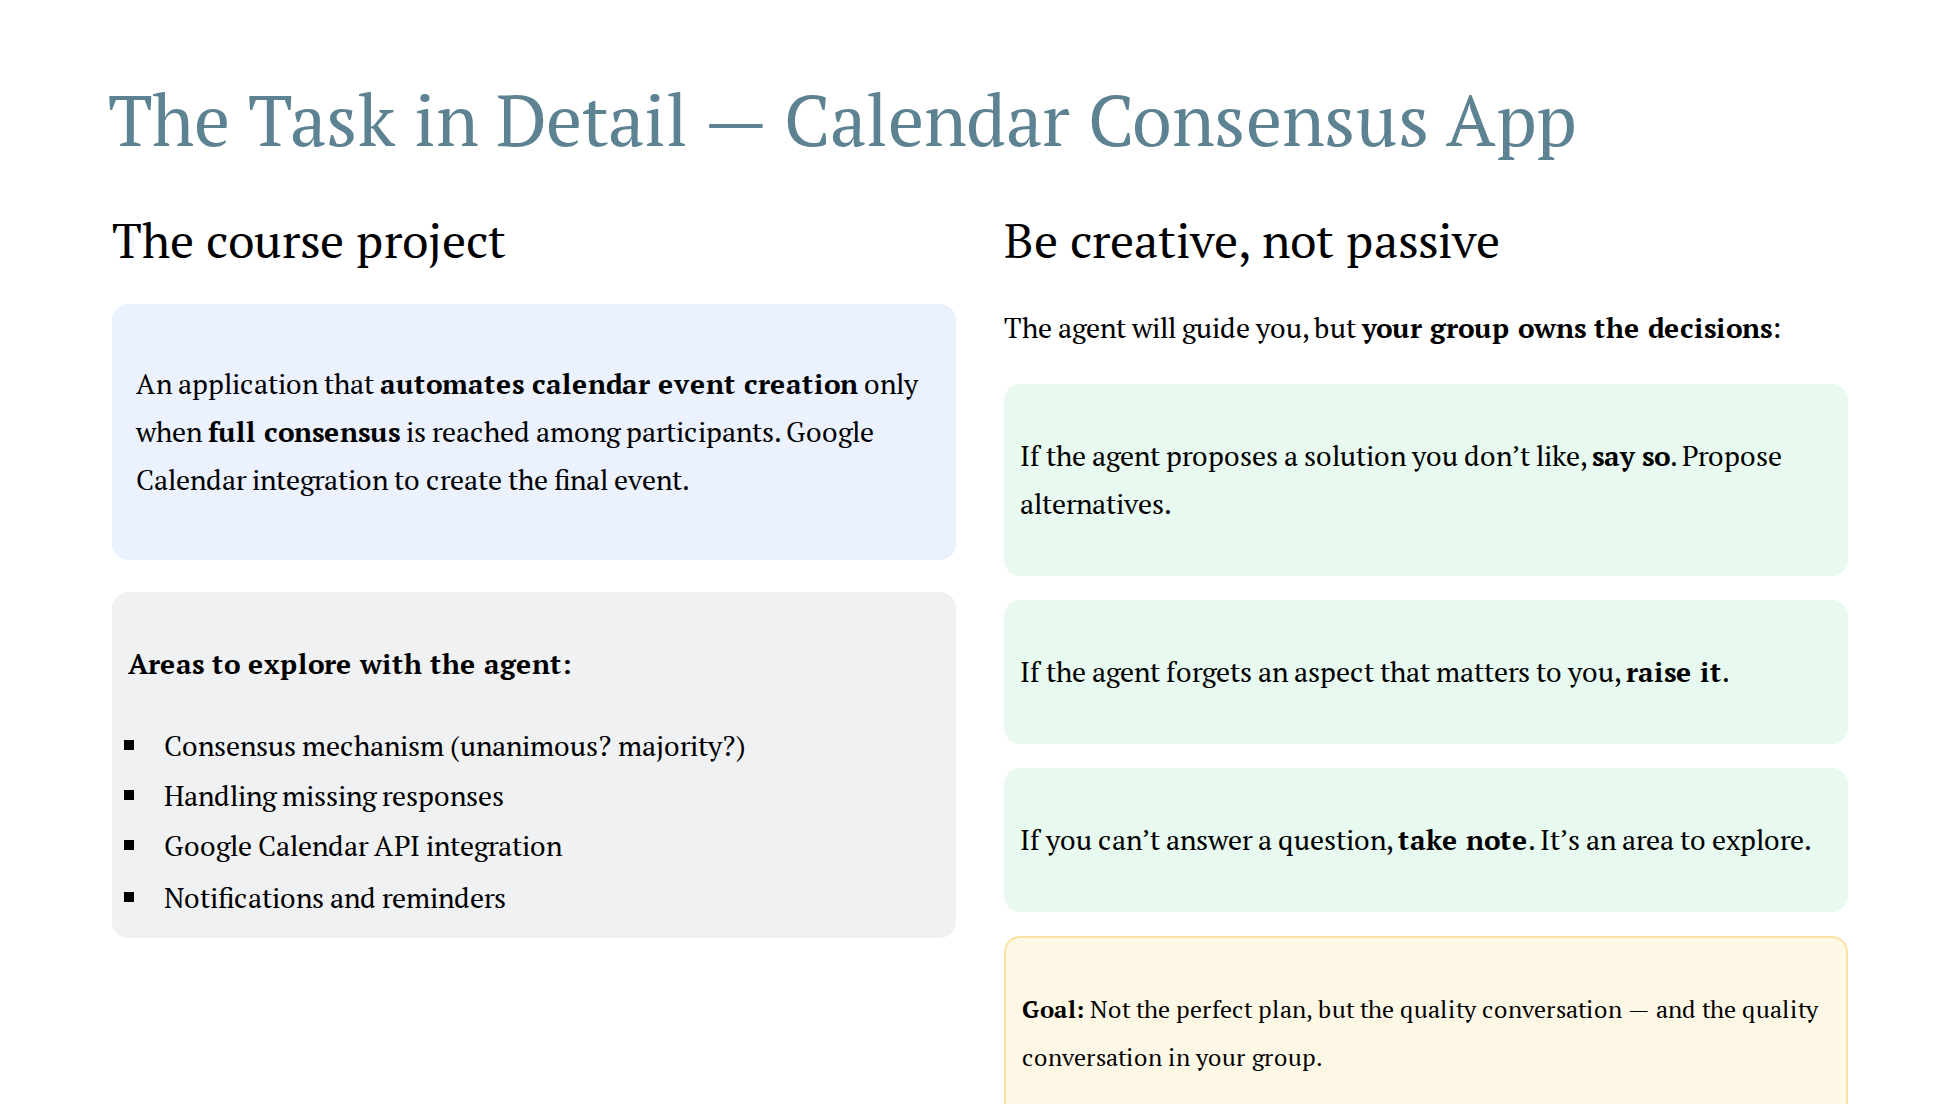 The Task in Detail — Calendar Consensus App
The course project
An application that automates calendar event creation only
when full consensus is reached among participants. Google
Calendar integration to create the final event.
Areas to explore with the agent:
Consensus mechanism (unanimous? majority?)
Handling missing responses
Google Calendar API integration
Notifications and reminders
Be creative, not passive
The agent will guide you, but your group owns the decisions:
If the agent proposes a solution you don’t like, say so. Propose
alternatives.
If the agent forgets an aspect that matters to you, raise it.
If you can’t answer a question, take note. It’s an area to explore.
Goal: Not the perfect plan, but the quality conversation — and the quality
conversation in your group.